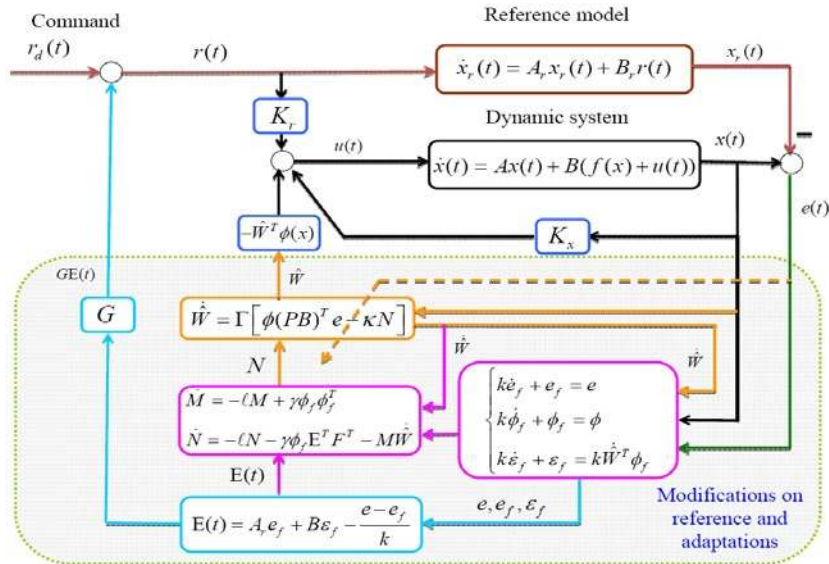 Command
r_d(t)
r(t)
Reference model
ẋ_r(t) = A_r x_r(t) + B_r r(t)
x_r(t)
K_r
Dynamic system
u(t)
ẋ(t) = Ax(t) + B(f(x) + u(t))
x(t)
e(t)
-Ŵ^T ϕ(x)
K_x
Ŵ
GE(t)
G
Ŵ̇ = Γ[ϕ(PB)^T e - κN]
Ŵ̇
Ŵ̇
N
Ṁ = -ℓM + γϕ_f ϕ_f^T
Ṅ = -ℓN - γϕ_f E^T F^T - MŴ̇
kė_f + e_f = e
kϕ̇_f + ϕ_f = ϕ
kε̇_f + ε_f = kŴ̇^T ϕ_f
E(t)
E(t) = A_r e_f + Bε_f - (e - e_f)/k
e, e_f, ε_f
Modifications on
reference and
adaptations